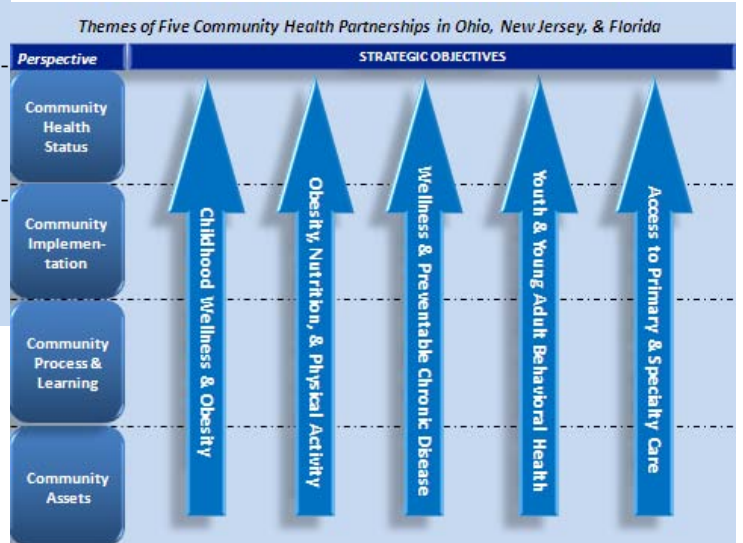 Themes of Five Community Health Partnerships in Ohio, New Jersey, & Florida
Perspective
STRATEGIC OBJECTIVES
Community
Health
Status
Community
Implemen-
tation
Community
Process &
Learning
Community
Assets
Childhood Wellness & Obesity
Obesity, Nutrition, & Physical Activity
Wellness & Preventable Chronic Disease
Youth & Young Adult Behavioral Health
Access to Primary & Specialty Care